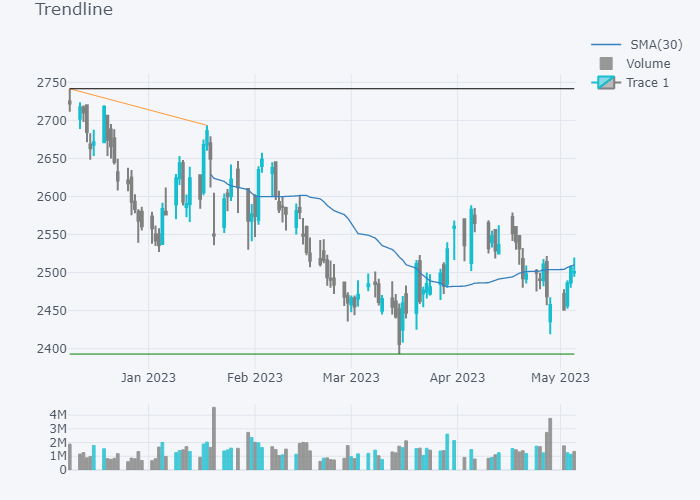 Trendline
SMA(30)
Volume
Trace 1
2750
2700
2650
2600
2550
2500
2450
2400
Jan 2023 Feb 2023 Mar 2023 Apr 2023 May 2023
4M
3M
2M
1M
0